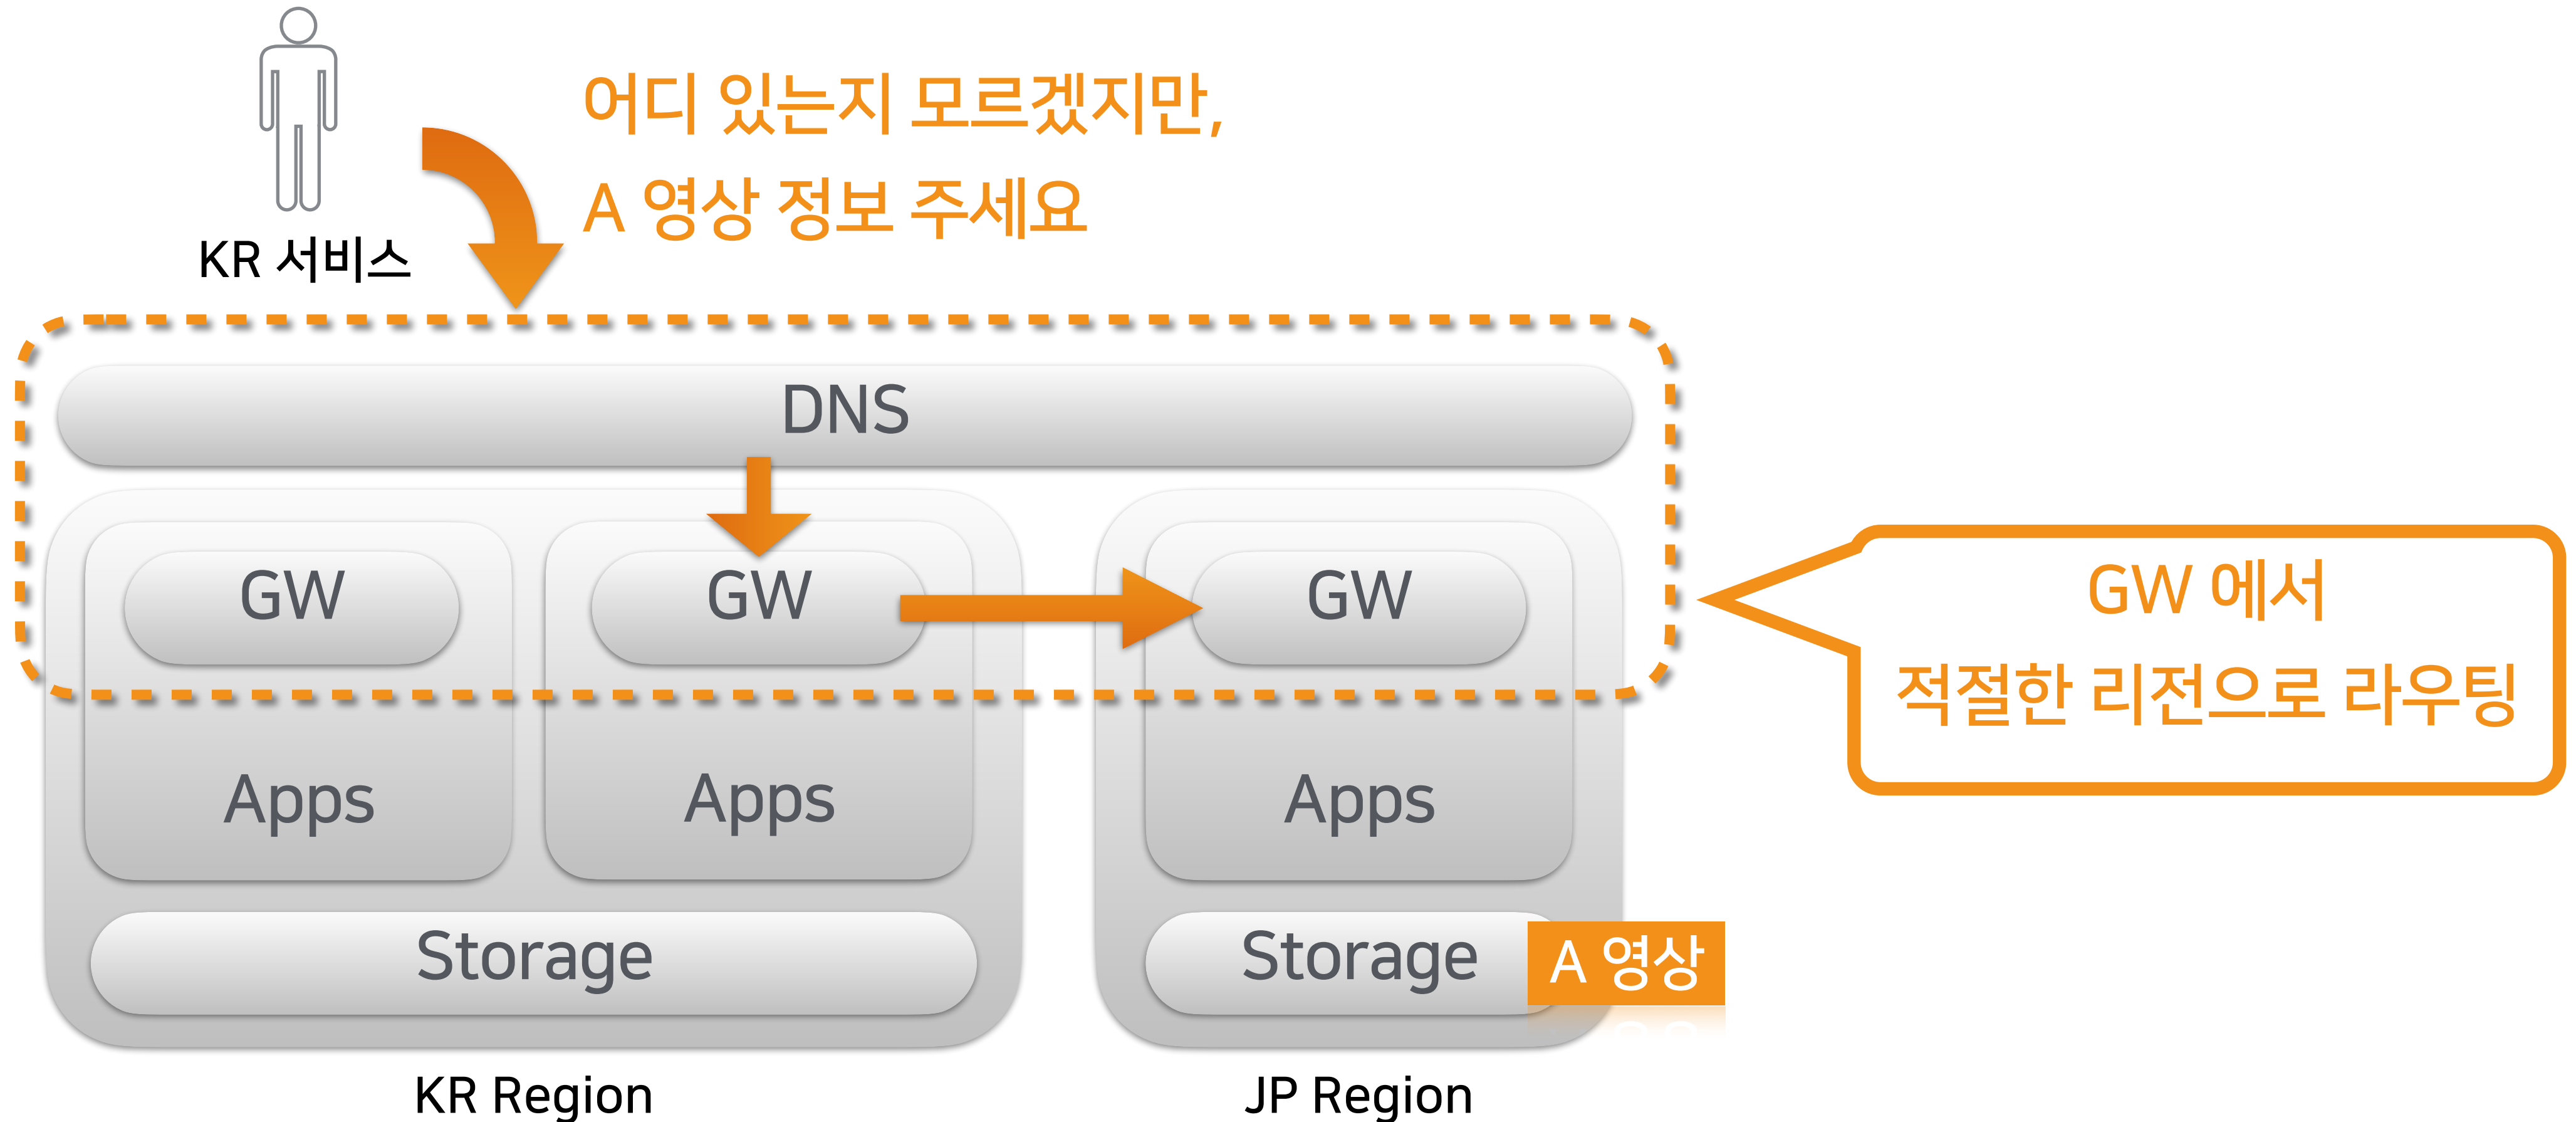 어디 있는지 모르겠지만,
A 영상 정보 주세요
KR 서비스
DNS
GW
GW
GW
GW 에서
적절한 리전으로 라우팅
Apps
Apps
Apps
Storage
Storage
A 영상
KR Region
JP Region